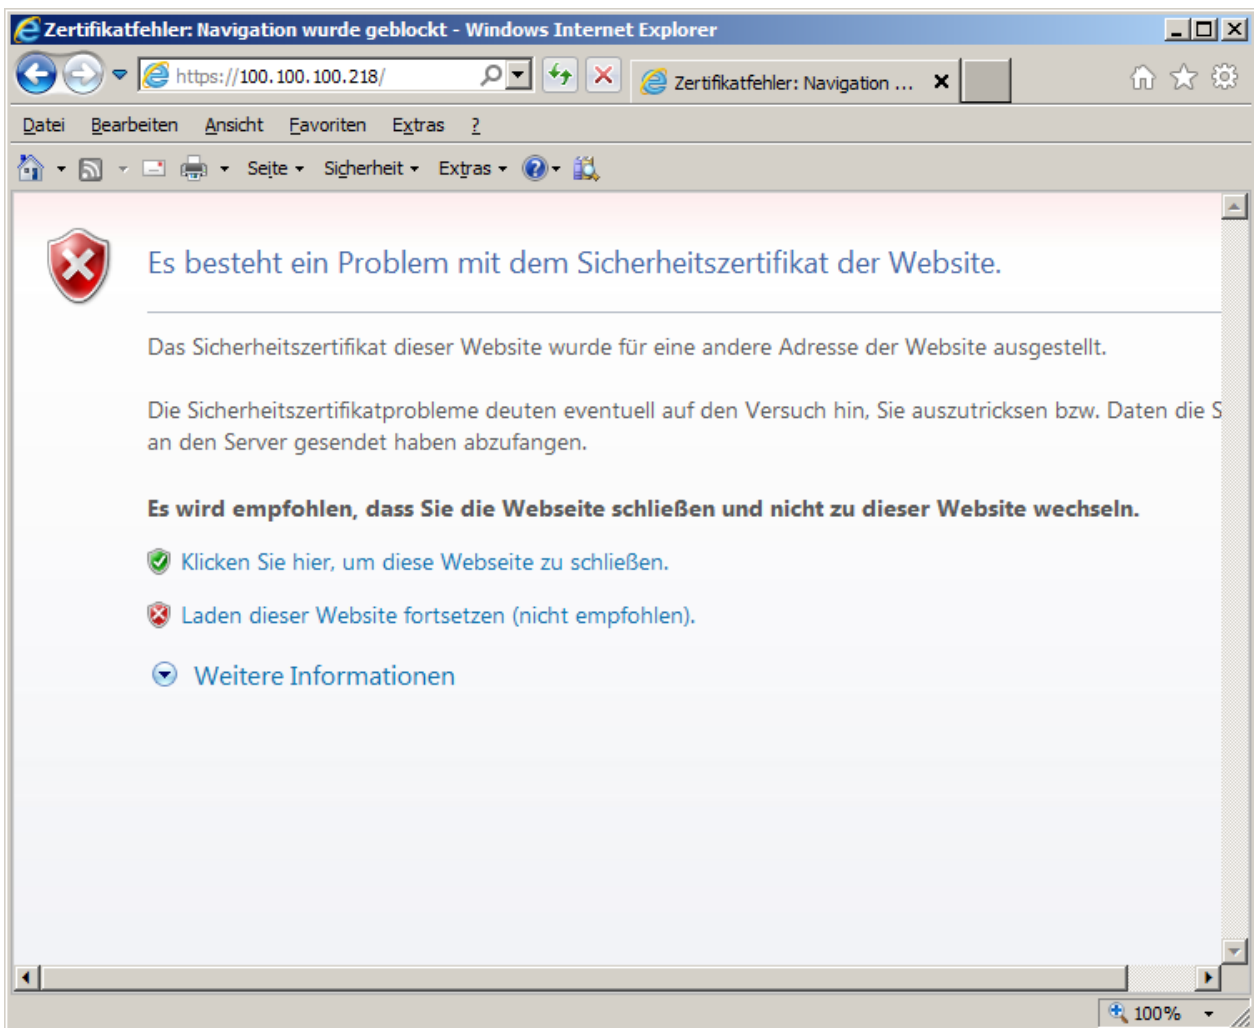 Zertifikatfehler: Navigation wurde geblockt - Windows Internet Explorer
https://100.100.100.218/
Zertifikatfehler: Navigation ...
Datei Bearbeiten Ansicht Favoriten Extras ?
Seite Sicherheit Extras
Es besteht ein Problem mit dem Sicherheitszertifikat der Website.
Das Sicherheitszertifikat dieser Website wurde für eine andere Adresse der Website ausgestellt.
Die Sicherheitszertifikatprobleme deuten eventuell auf den Versuch hin, Sie auszutricksen bzw. Daten die S
an den Server gesendet haben abzufangen.
Es wird empfohlen, dass Sie die Webseite schließen und nicht zu dieser Website wechseln.
Klicken Sie hier, um diese Webseite zu schließen.
Laden dieser Website fortsetzen (nicht empfohlen).
Weitere Informationen
100%